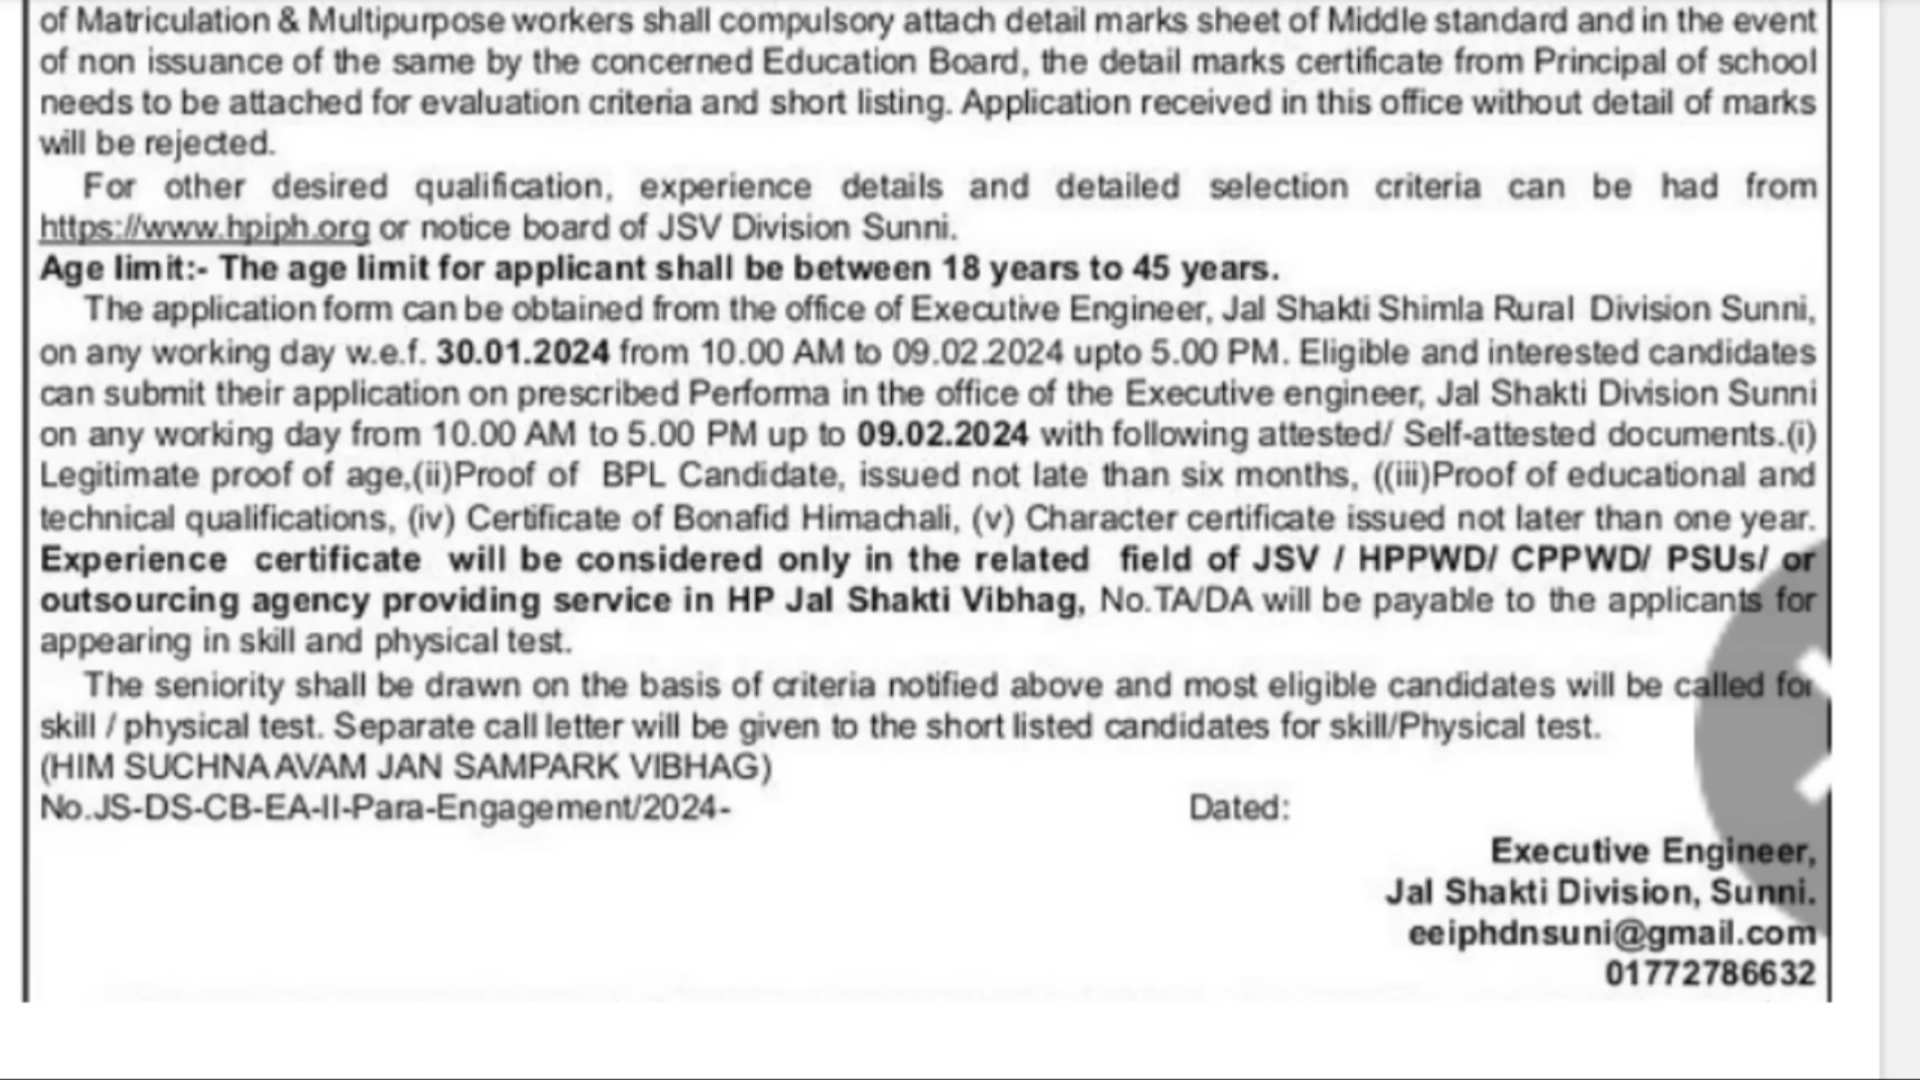 of Matriculation & Multipurpose workers shall compulsory attach detail marks sheet of Middle standard and in the event
of non issuance of the same by the concerned Education Board, the detail marks certificate from Principal of school
needs to be attached for evaluation criteria and short listing. Application received in this office without detail of marks
will be rejected.
For other desired qualification, experience details and detailed selection criteria can be had from
https://www.hpiph.org or notice board of JSV Division Sunni.
Age limit:- The age limit for applicant shall be between 18 years to 45 years.
The application form can be obtained from the office of Executive Engineer, Jal Shakti Shimla Rural Division Sunni,
on any working day w.e.f. 30.01.2024 from 10.00 AM to 09.02.2024 upto 5.00 PM. Eligible and interested candidates
can submit their application on prescribed Performa in the office of the Executive engineer, Jal Shakti Division Sunni
on any working day from 10.00 AM to 5.00 PM up to 09.02.2024 with following attested/ Self-attested documents.(i)
Legitimate proof of age,(ii)Proof of BPL Candidate, issued not late than six months, ((iii)Proof of educational and
technical qualifications, (iv) Certificate of Bonafid Himachali, (v) Character certificate issued not later than one year.
Experience certificate will be considered only in the related field of JSV / HPPWD/ CPPWD/ PSUs/ or
outsourcing agency providing service in HP Jal Shakti Vibhag, No.TA/DA will be payable to the applicants for
appearing in skill and physical test.
The seniority shall be drawn on the basis of criteria notified above and most eligible candidates will be called for
skill / physical test. Separate call letter will be given to the short listed candidates for skill/Physical test.
(HIM SUCHNA AVAM JAN SAMPARK VIBHAG)
No.JS-DS-CB-EA-II-Para-Engagement/2024- Dated:
Executive Engineer,
Jal Shakti Division, Sunni.
eeiphdnsuni@gmail.com
01772786632